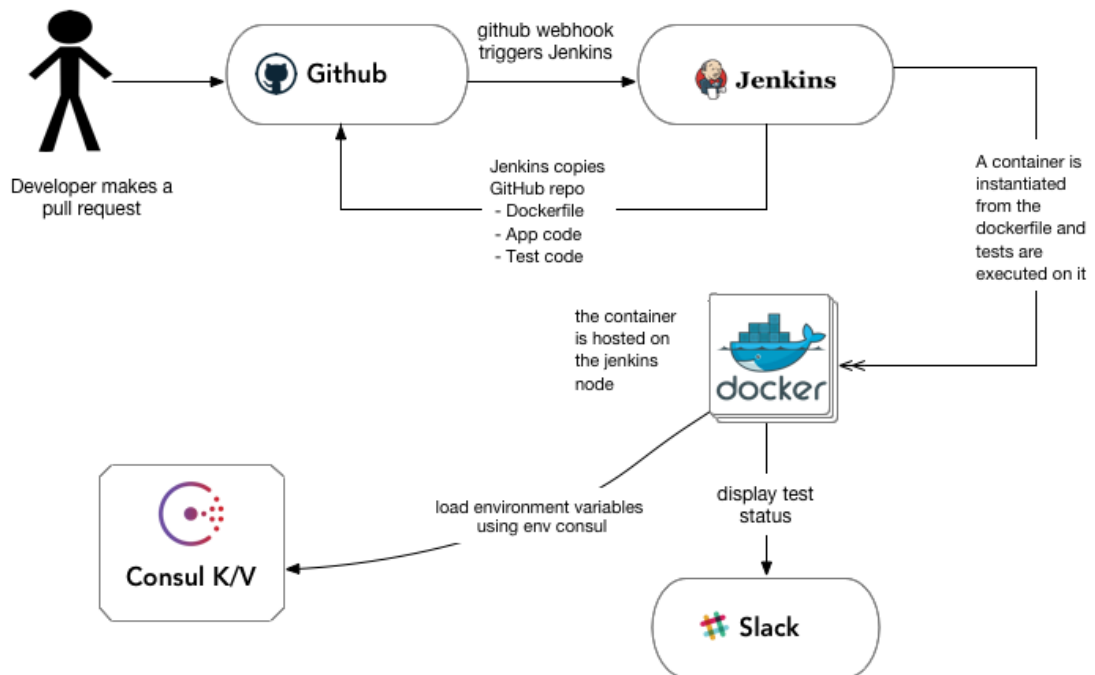 github webhook
triggers Jenkins
Github
Jenkins
Developer makes a
pull request
Jenkins copies
GitHub repo
- Dockerfile
- App code
- Test code
A container is
instantiated
from the
dockerfile and
tests are
executed on it
the container
is hosted on
the jenkins
node
docker
load environment variables
using env consul
display test
status
Consul K/V
Slack